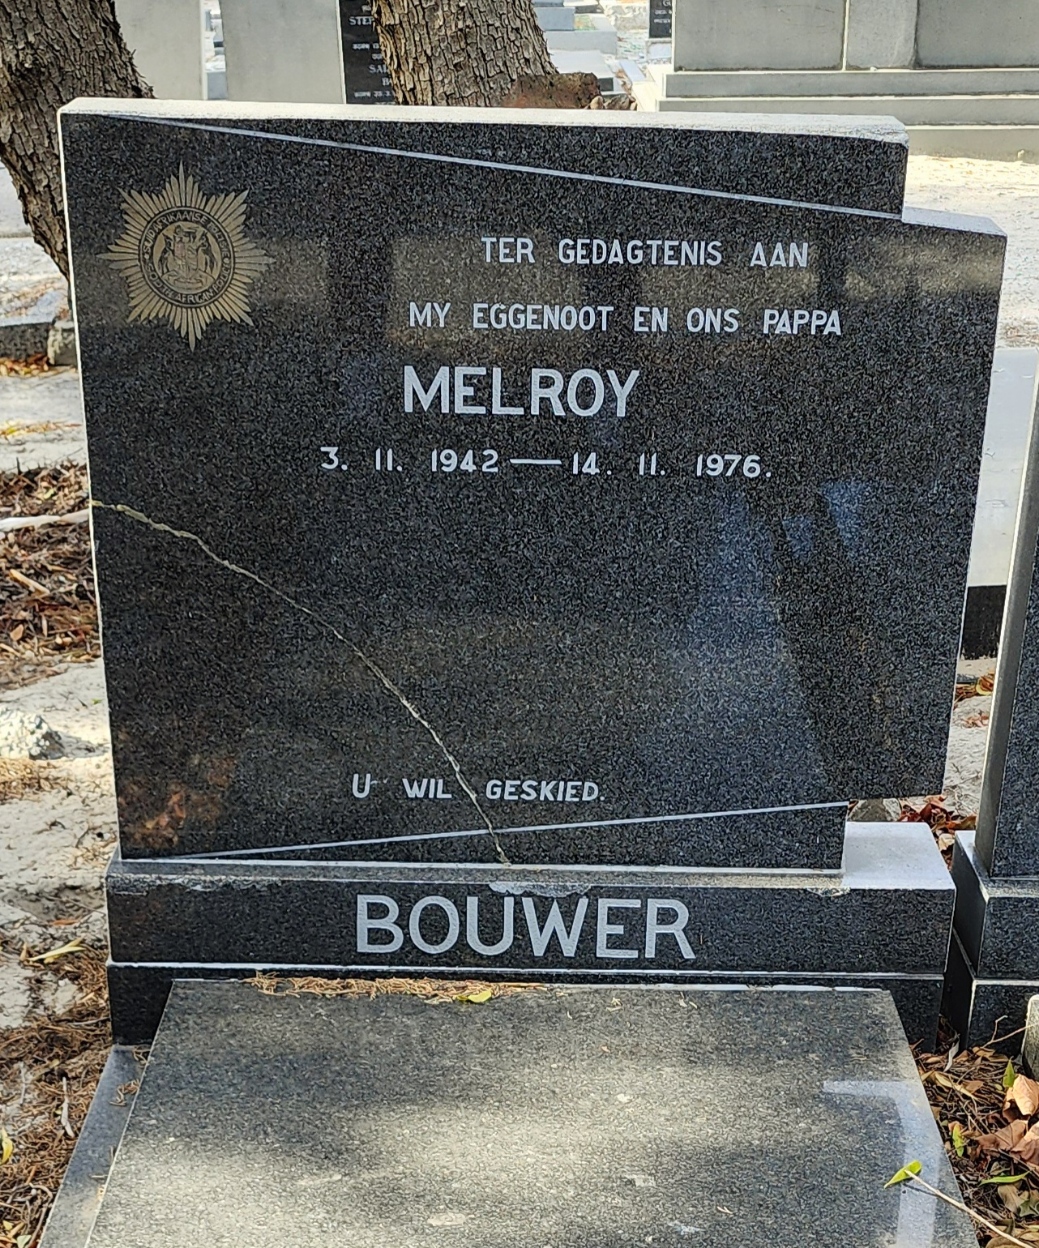 TER GEDAGTENIS AAN
MY EGGENOOT EN ONS PAPPA
MELROY
3. 11. 1942 — 14. 11. 1976.
U WIL GESKIED.
BOUWER